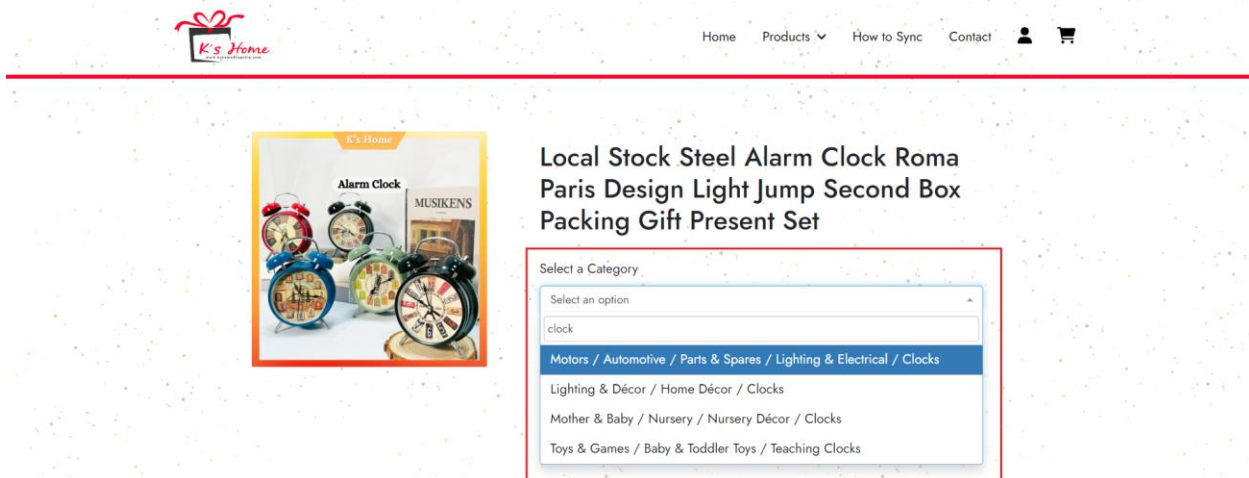 K's Home
Home
Products
How to Sync
Contact
K's Home
Alarm Clock
MUSIKENS
Local Stock Steel Alarm Clock Roma
Paris Design Light Jump Second Box
Packing Gift Present Set
Select a Category
Select an option
clock
Motors / Automotive / Parts & Spares / Lighting & Electrical / Clocks
Lighting & Décor / Home Décor / Clocks
Mother & Baby / Nursery / Nursery Décor / Clocks
Toys & Games / Baby & Toddler Toys / Teaching Clocks